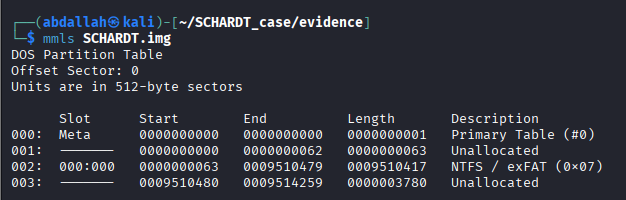 ┌──(abdallah㉿kali)-[~/SCHARDT_case/evidence]
└─$ mmls SCHARDT.img
DOS Partition Table
Offset Sector: 0
Units are in 512-byte sectors
Slot Start End Length Description
000: Meta 0000000000 0000000000 0000000001 Primary Table (#0)
001: ------- 0000000000 0000000062 0000000063 Unallocated
002: 000:000 0000000063 0009510479 0009510417 NTFS / exFAT (0×07)
003: ------- 0009510480 0009514259 0000003780 Unallocated